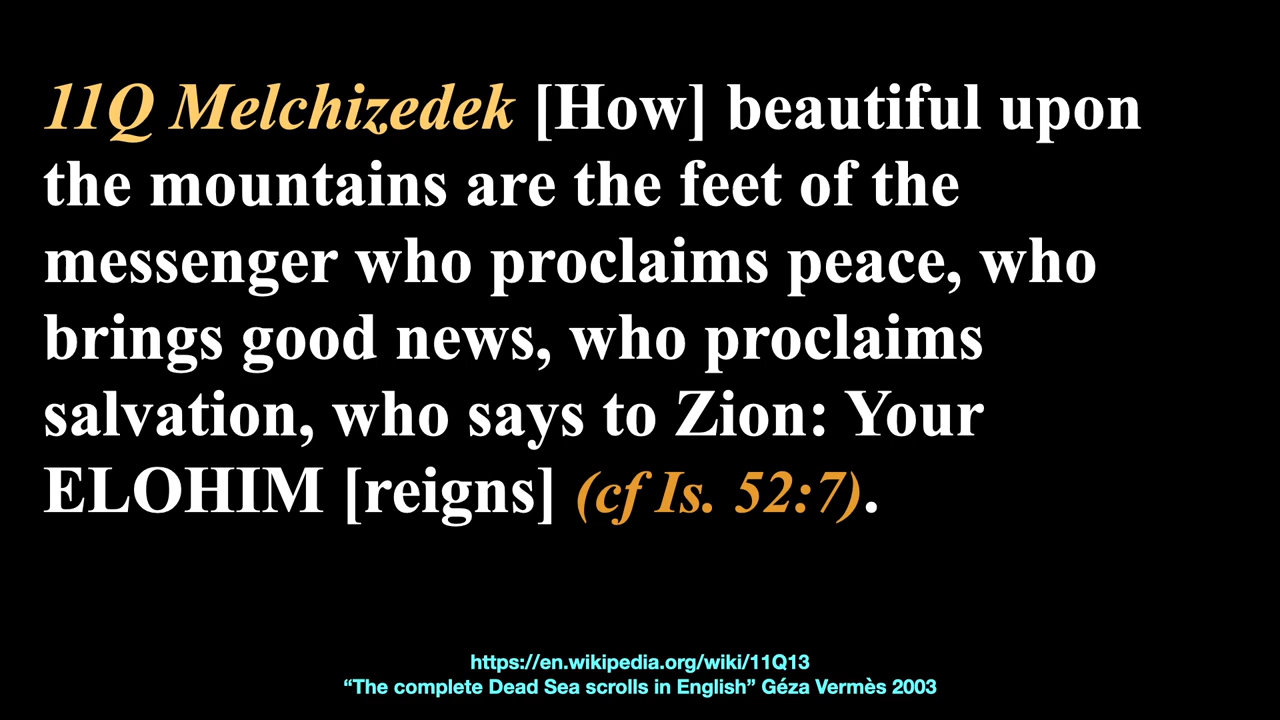 11Q Melchizedek [How] beautiful upon
the mountains are the feet of the
messenger who proclaims peace, who
brings good news, who proclaims
salvation, who says to Zion: Your
ELOHIM [reigns] (cf Is. 52:7).
https://en.wikipedia.org/wiki/11Q13
“The complete Dead Sea scrolls in English” Géza Vermès 2003